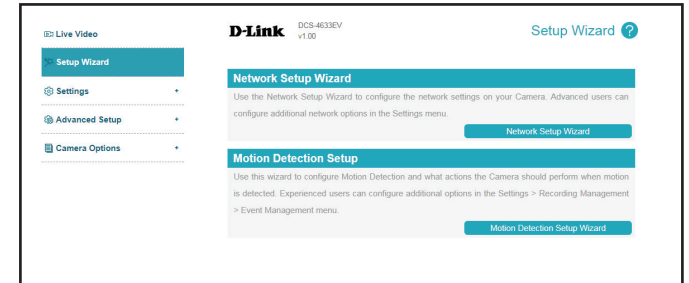 Live Video
Setup Wizard
Settings +
Advanced Setup +
Camera Options +
D-Link DCS-4633EV
v1.00
Setup Wizard ?
Network Setup Wizard
Use the Network Setup Wizard to configure the network settings on your Camera. Advanced users can
configure additional network options in the Settings menu.
Network Setup Wizard
Motion Detection Setup
Use this wizard to configure Motion Detection and what actions the Camera should perform when motion
is detected. Experienced users can configure additional options in the Settings > Recording Management
> Event Management menu.
Motion Detection Setup Wizard